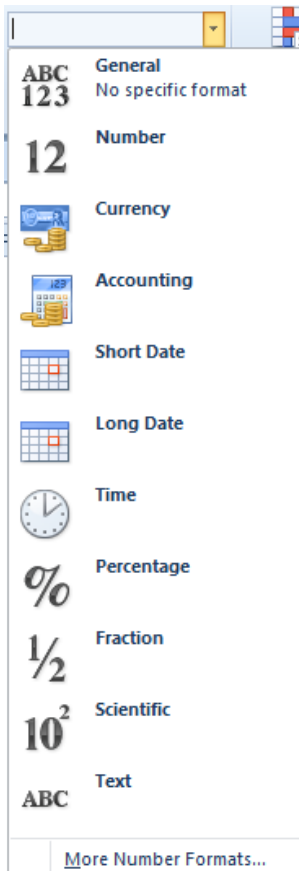 ABC
123
General
No specific format
12
Number
Currency
123
Accounting
Short Date
Long Date
Time
%
Percentage
1/2
Fraction
10²
Scientific
ABC
Text
More Number Formats...